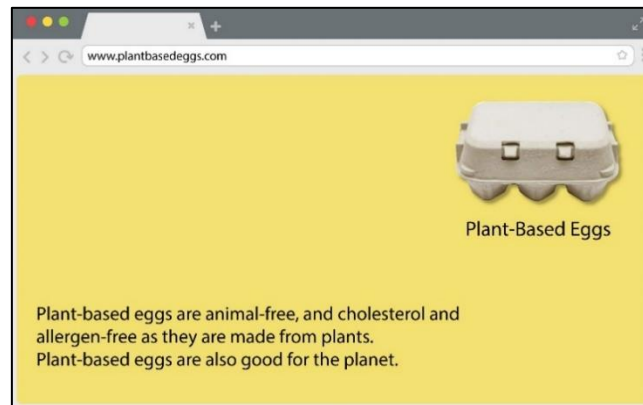 www.plantbasedeggs.com
Plant-Based Eggs
Plant-based eggs are animal-free, and cholesterol and
allergen-free as they are made from plants.
Plant-based eggs are also good for the planet.